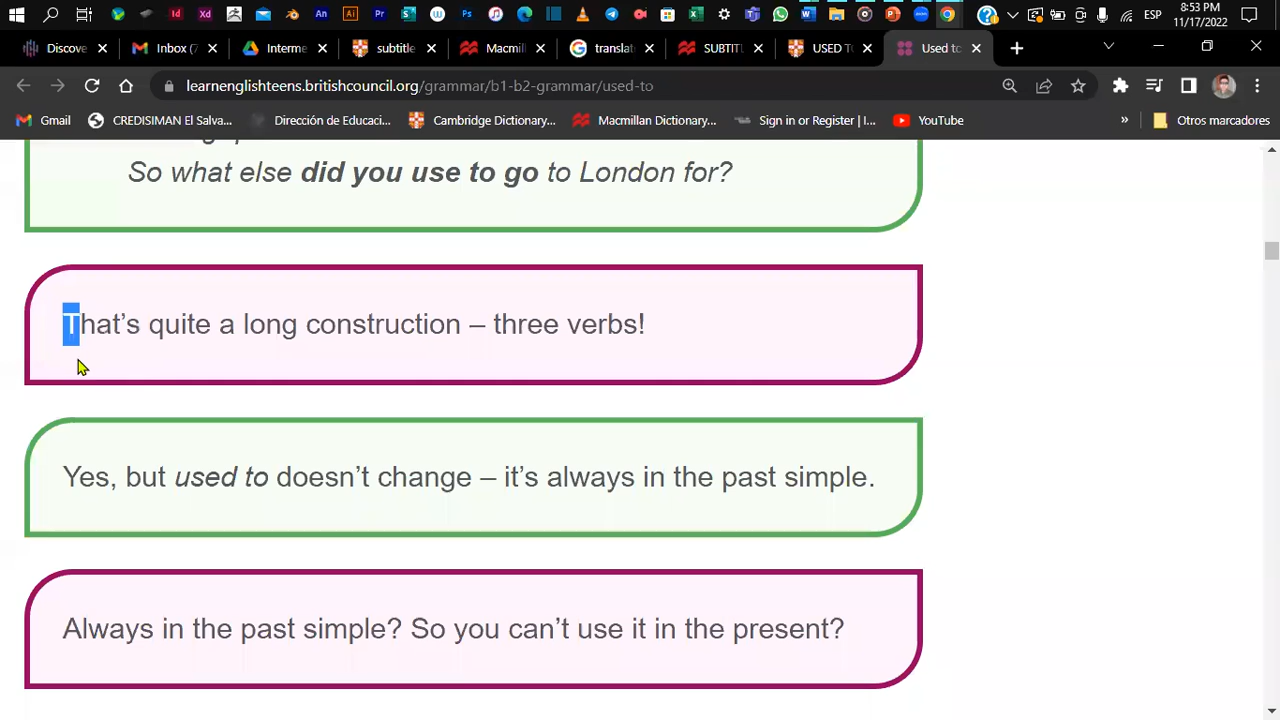 8:53 PM
ESP
11/17/2022
Discove
Inbox (7
Interme
subtitle
Macmill
translat
SUBTIT
USED T
Used to
learnenglishteens.britishcouncil.org/grammar/b1-b2-grammar/used-to
Gmail
CREDISIMAN El Salva...
Dirección de Educaci...
Cambridge Dictionary...
Macmillan Dictionary...
Sign in or Register | I...
YouTube
»
Otros marcadores
So what else did you use to go to London for?
That’s quite a long construction – three verbs!
Yes, but used to doesn’t change – it’s always in the past simple.
Always in the past simple? So you can’t use it in the present?